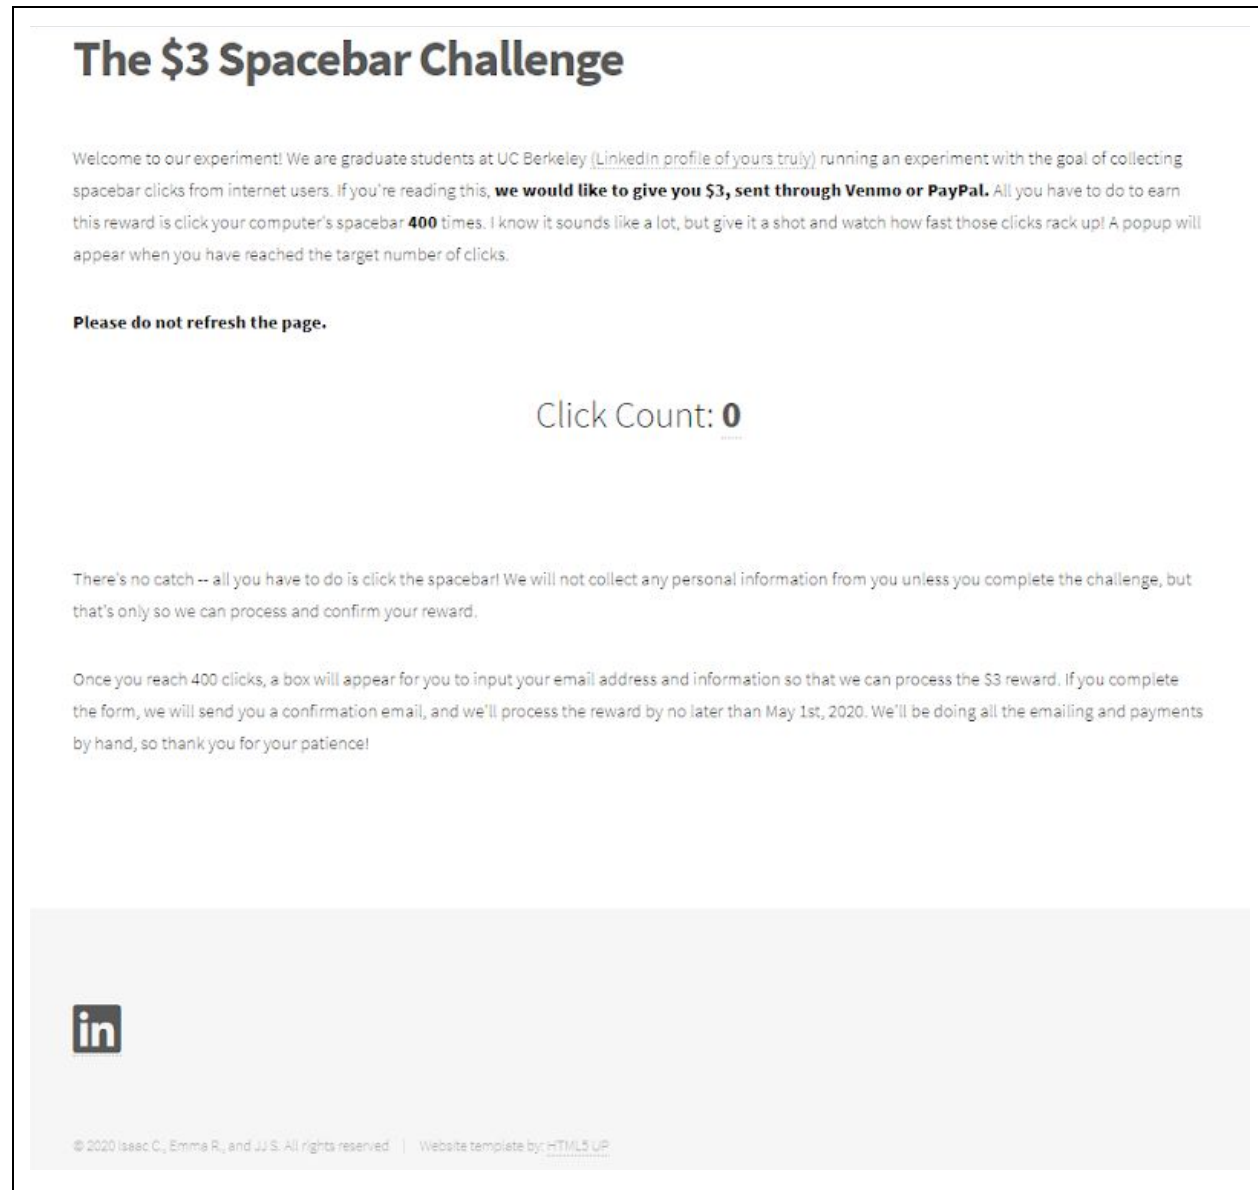 The $3 Spacebar Challenge
Welcome to our experiment! We are graduate students at UC Berkeley (LinkedIn profile of yours truly) running an experiment with the goal of collecting
spacebar clicks from internet users. If you're reading this, we would like to give you $3, sent through Venmo or PayPal. All you have to do to earn
this reward is click your computer's spacebar 400 times. I know it sounds like a lot, but give it a shot and watch how fast those clicks rack up! A popup will
appear when you have reached the target number of clicks.
Please do not refresh the page.
Click Count: 0
There's no catch -- all you have to do is click the spacebar! We will not collect any personal information from you unless you complete the challenge, but
that's only so we can process and confirm your reward.
Once you reach 400 clicks, a box will appear for you to input your email address and information so that we can process the $3 reward. If you complete
the form, we will send you a confirmation email, and we'll process the reward by no later than May 1st, 2020. We'll be doing all the emailing and payments
by hand, so thank you for your patience!
in
© 2020 Isaac C., Emma R., and JJ S. All rights reserved | Website template by: HTML5 UP